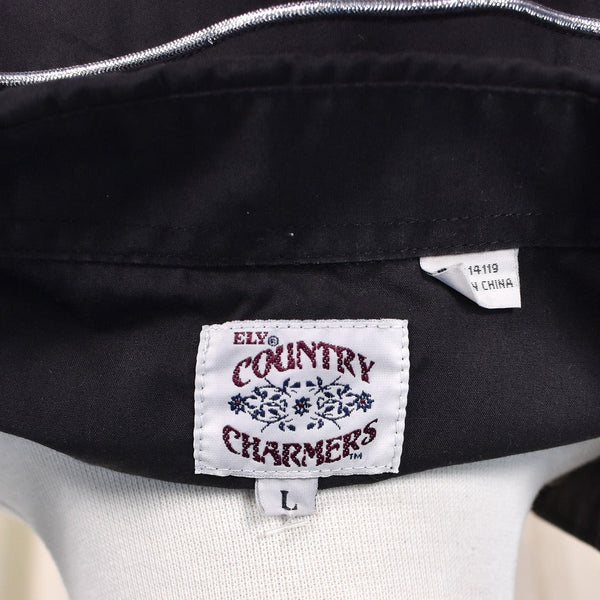 14119
CHINA
ELY®
COUNTRY
CHARMERS™
L